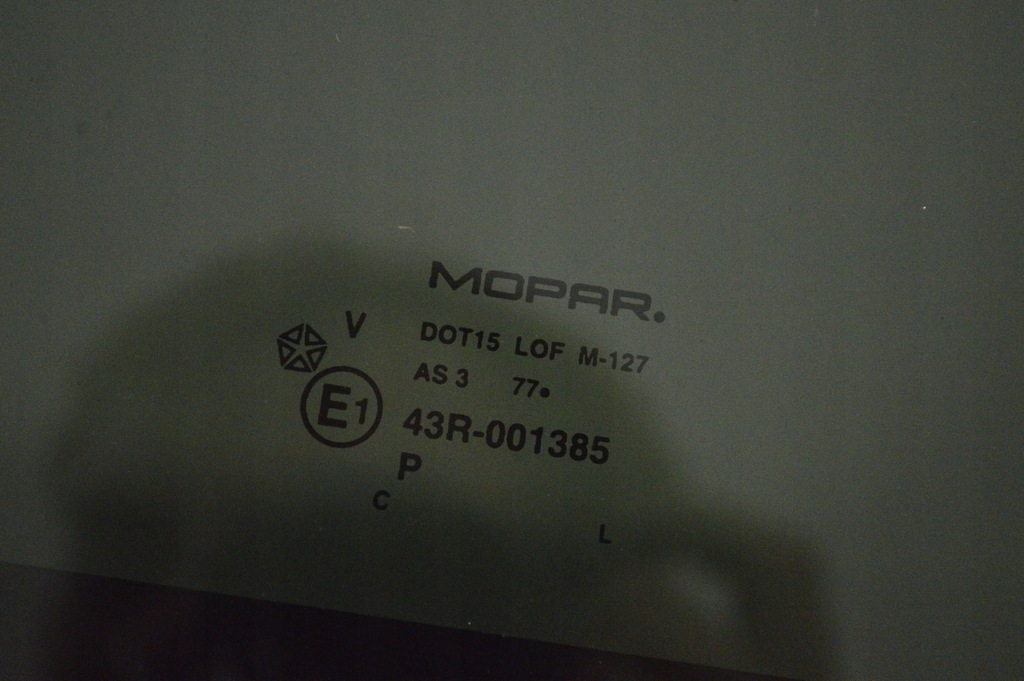 MOPAR.
V
DOT15 LOF M-127
AS 3 77.
E1
43R-001385
P
C
L